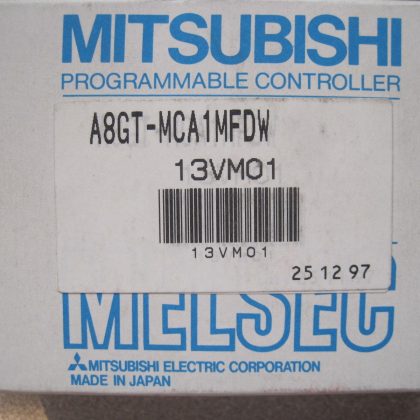 MITSUBISHI
PROGRAMMABLE CONTROLLER
A8GT-MCA1MFDW
13VM01
13VM01
25 12 97
MELSEC
MITSUBISHI ELECTRIC CORPORATION
MADE IN JAPAN